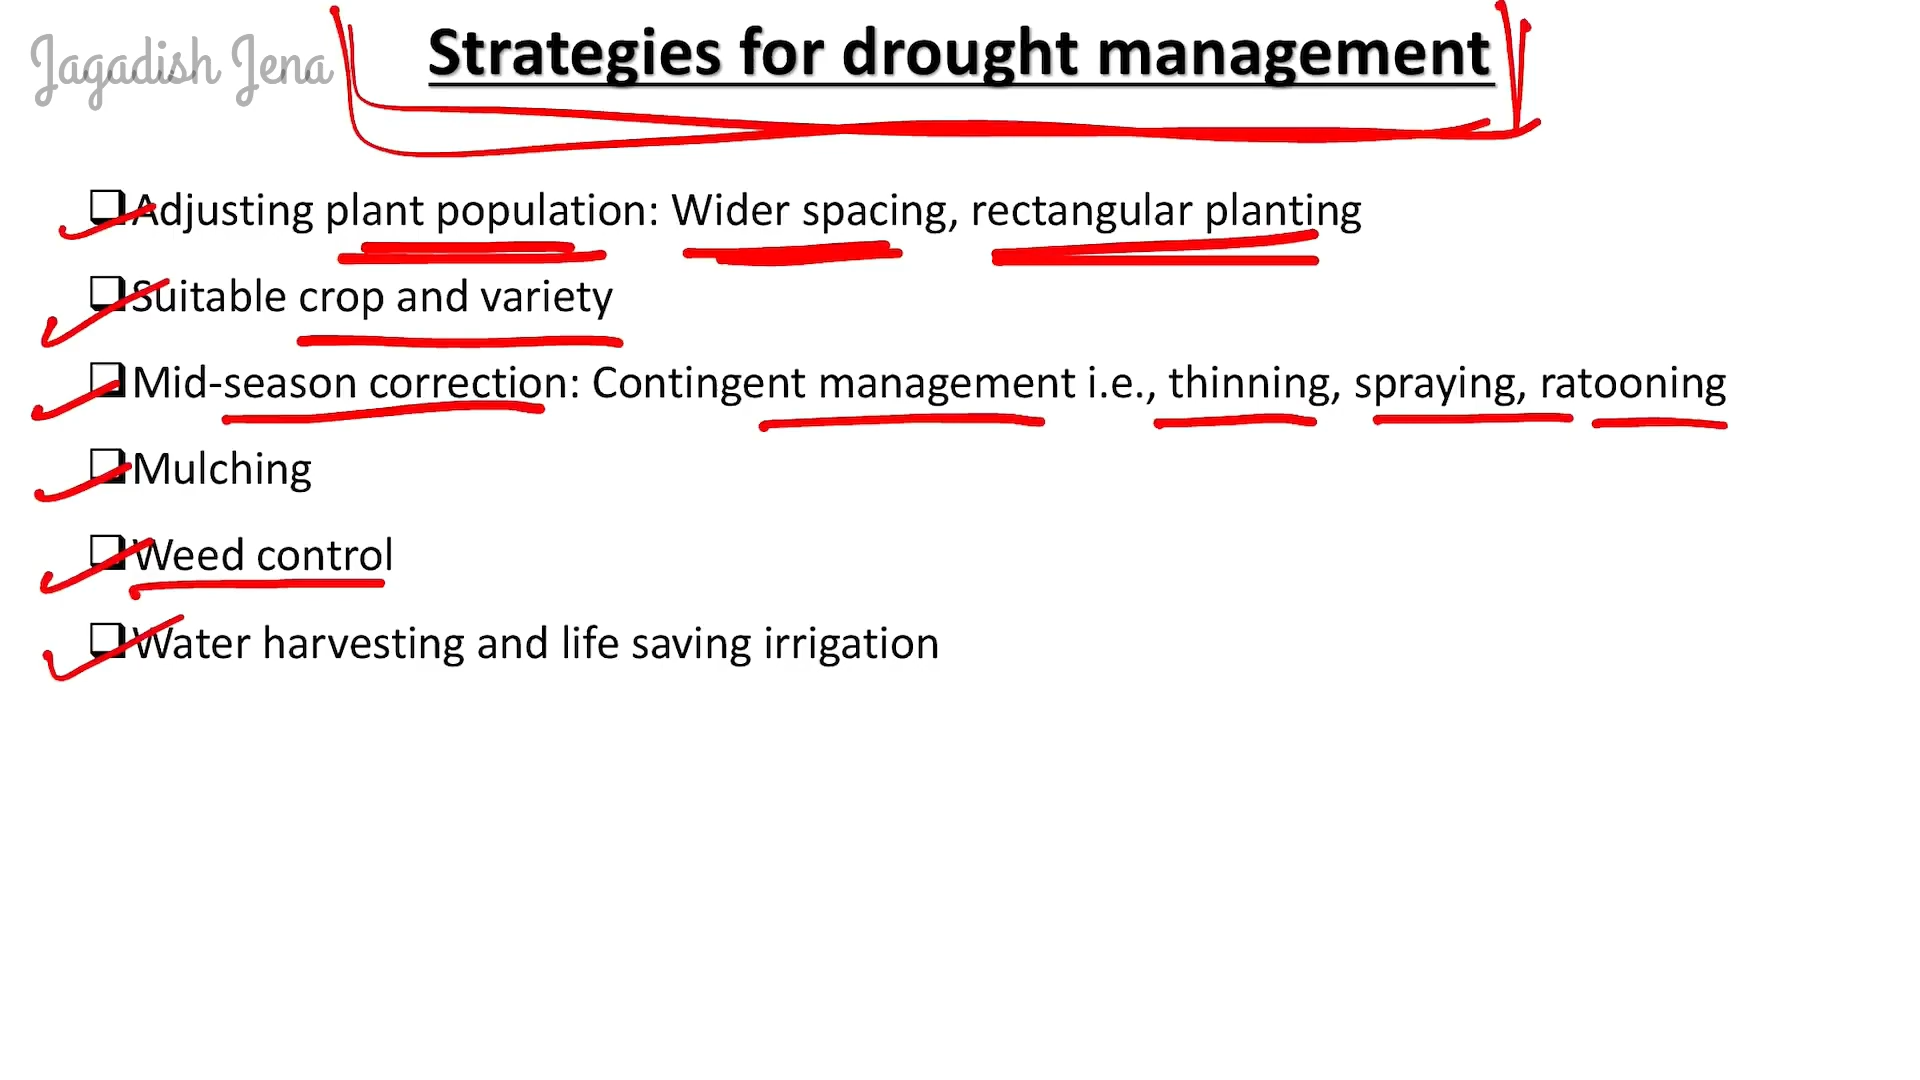 Jagadish Jena
Strategies for drought management
❑Adjusting plant population: Wider spacing, rectangular planting
❑Suitable crop and variety
❑Mid-season correction: Contingent management i.e., thinning, spraying, ratooning
❑Mulching
❑Weed control
❑Water harvesting and life saving irrigation